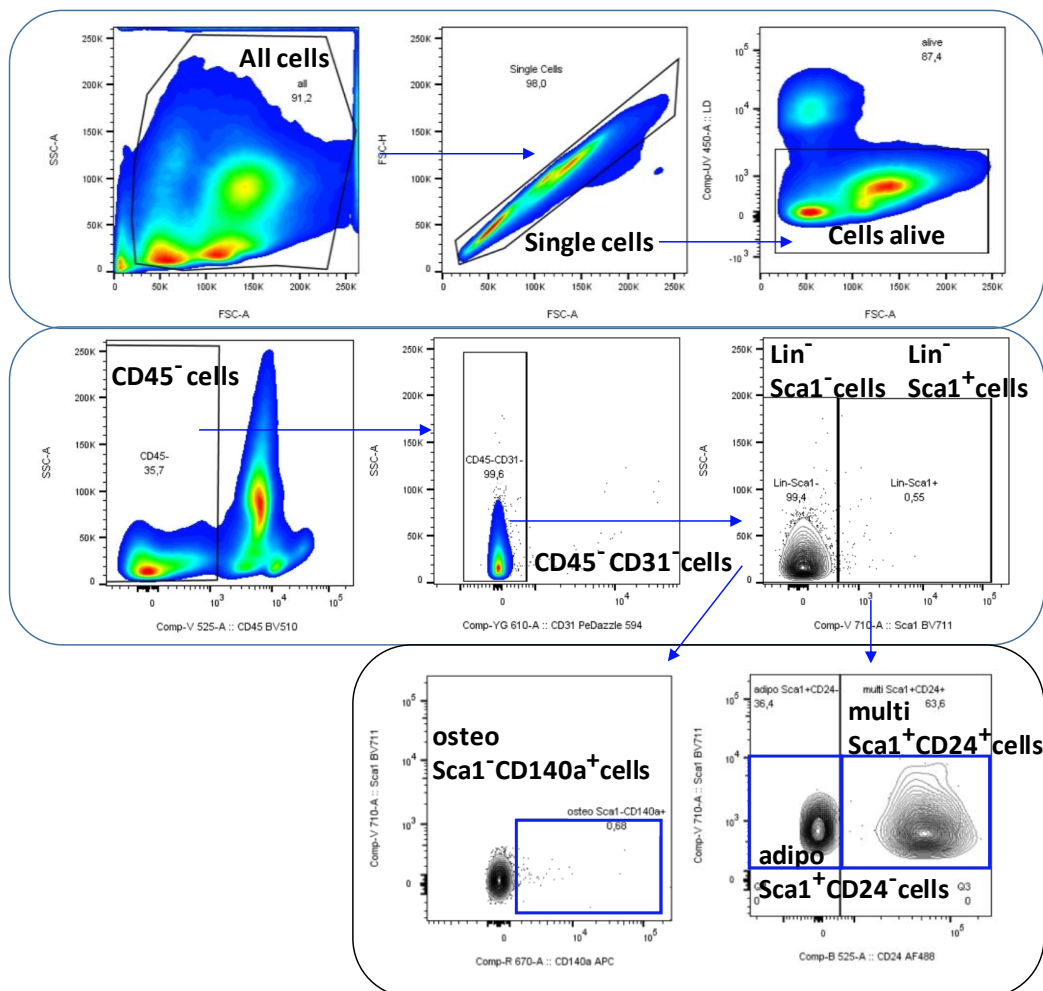 All cells
all
91,2
250K
200K
150K
100K
50K
0
SSC-A
0
50K
100K
150K
200K
250K
FSC-A
Single Cells
98,0
250K
200K
150K
100K
50K
0
FSC-H
Single cells
50K
100K
150K
200K
250K
FSC-A
alive
87,4
10^5
10^4
10^3
0
-10^3
Comp-UV 450-A :: LD
Cells alive
0
50K
100K
150K
200K
250K
FSC-A
CD45⁻ cells
CD45-
35,7
250K
200K
150K
100K
50K
0
SSC-A
0
10^3
10^4
10^5
Comp-V 525-A :: CD45 BV510
CD45-CD31-
99,6
250K
200K
150K
100K
50K
0
SSC-A
CD45⁻ CD31⁻ cells
0
10^4
10^5
Comp-YG 610-A :: CD31 PeDazzle 594
Lin⁻
Sca1⁻ cells
Lin⁻
Sca1⁺ cells
Lin-Sca1-
99,4
Lin-Sca1+
0,55
250K
200K
150K
100K
50K
0
SSC-A
0
10^3
10^4
10^5
Comp-V 710-A :: Sca1 BV711
osteo
Sca1⁻ CD140a⁺ cells
osteo Sca1-CD140a+
0,68
10^5
10^4
10^3
0
Comp-V 710-A :: Sca1 BV711
0
10^4
10^5
Comp-R 670-A :: CD140a APC
adipo Sca1+CD24-
36,4
multi Sca1+CD24+
63,6
multi
Sca1⁺CD24⁺cells
10^5
10^4
10^3
0
Comp-V 710-A :: Sca1 BV711
adipo
Sca1⁺CD24⁻cells
0
Q3
0
0
10^5
Comp-B 525-A :: CD24 AF488